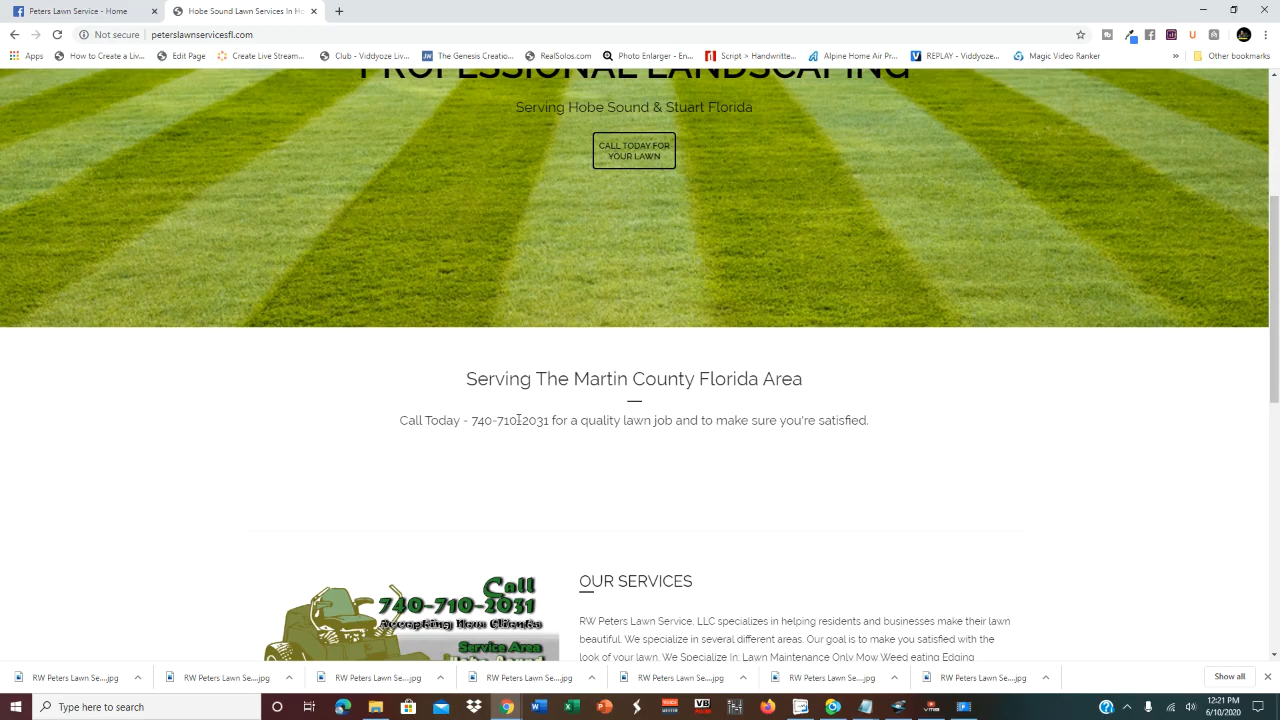 Peters Lawn Service - Home
Hobe Sound Lawn Services In Ho
Not secure
peterslawnservicesfl.com
Apps
How to Create a Liv...
Edit Page
Create Live Stream...
Club - Viddyoze Liv...
The Genesis Creatio...
RealSolos.com
Photo Enlarger - En...
Script > Handwritte...
Alpine Home Air Pr...
REPLAY - Viddyoze...
Magic Video Ranker
»
Other bookmarks
PROFESSIONAL LANDSCAPING
Serving Hobe Sound & Stuart Florida
CALL TODAY FOR
YOUR LAWN
Serving The Martin County Florida Area
Call Today - 740-710-2031 for a quality lawn job and to make sure you're satisfied.
Call
740-710-2031
Accepting New Clients
Service Area
Hobe Sound
OUR SERVICES
RW Peters Lawn Service, LLC specializes in helping residents and businesses make their lawn
beautiful. We specialize in several different areas. Our goal is to make you satisfied with the
look of your lawn. We Specialize In: Lawn Maintenance Only Mow Weed eating Edging
RW Peters Lawn Se....jpg
RW Peters Lawn Se....jpg
RW Peters Lawn Se....jpg
RW Peters Lawn Se....jpg
RW Peters Lawn Se....jpg
RW Peters Lawn Se....jpg
RW Peters Lawn Se....jpg
Show all
Type here to search
12:21 PM
6/10/2020